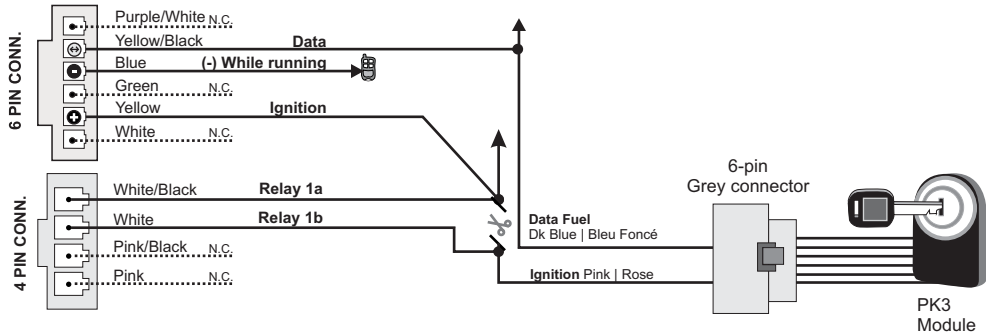 6 PIN CONN.
Purple/White N.C.
Yellow/Black Data
Blue (-) While running
Green N.C.
Yellow Ignition
White N.C.
4 PIN CONN.
White/Black Relay 1a
White Relay 1b
Pink/Black N.C.
Pink N.C.
6-pin
Grey connector
Data Fuel
Dk Blue | Bleu Foncé
Ignition Pink | Rose
PK3
Module